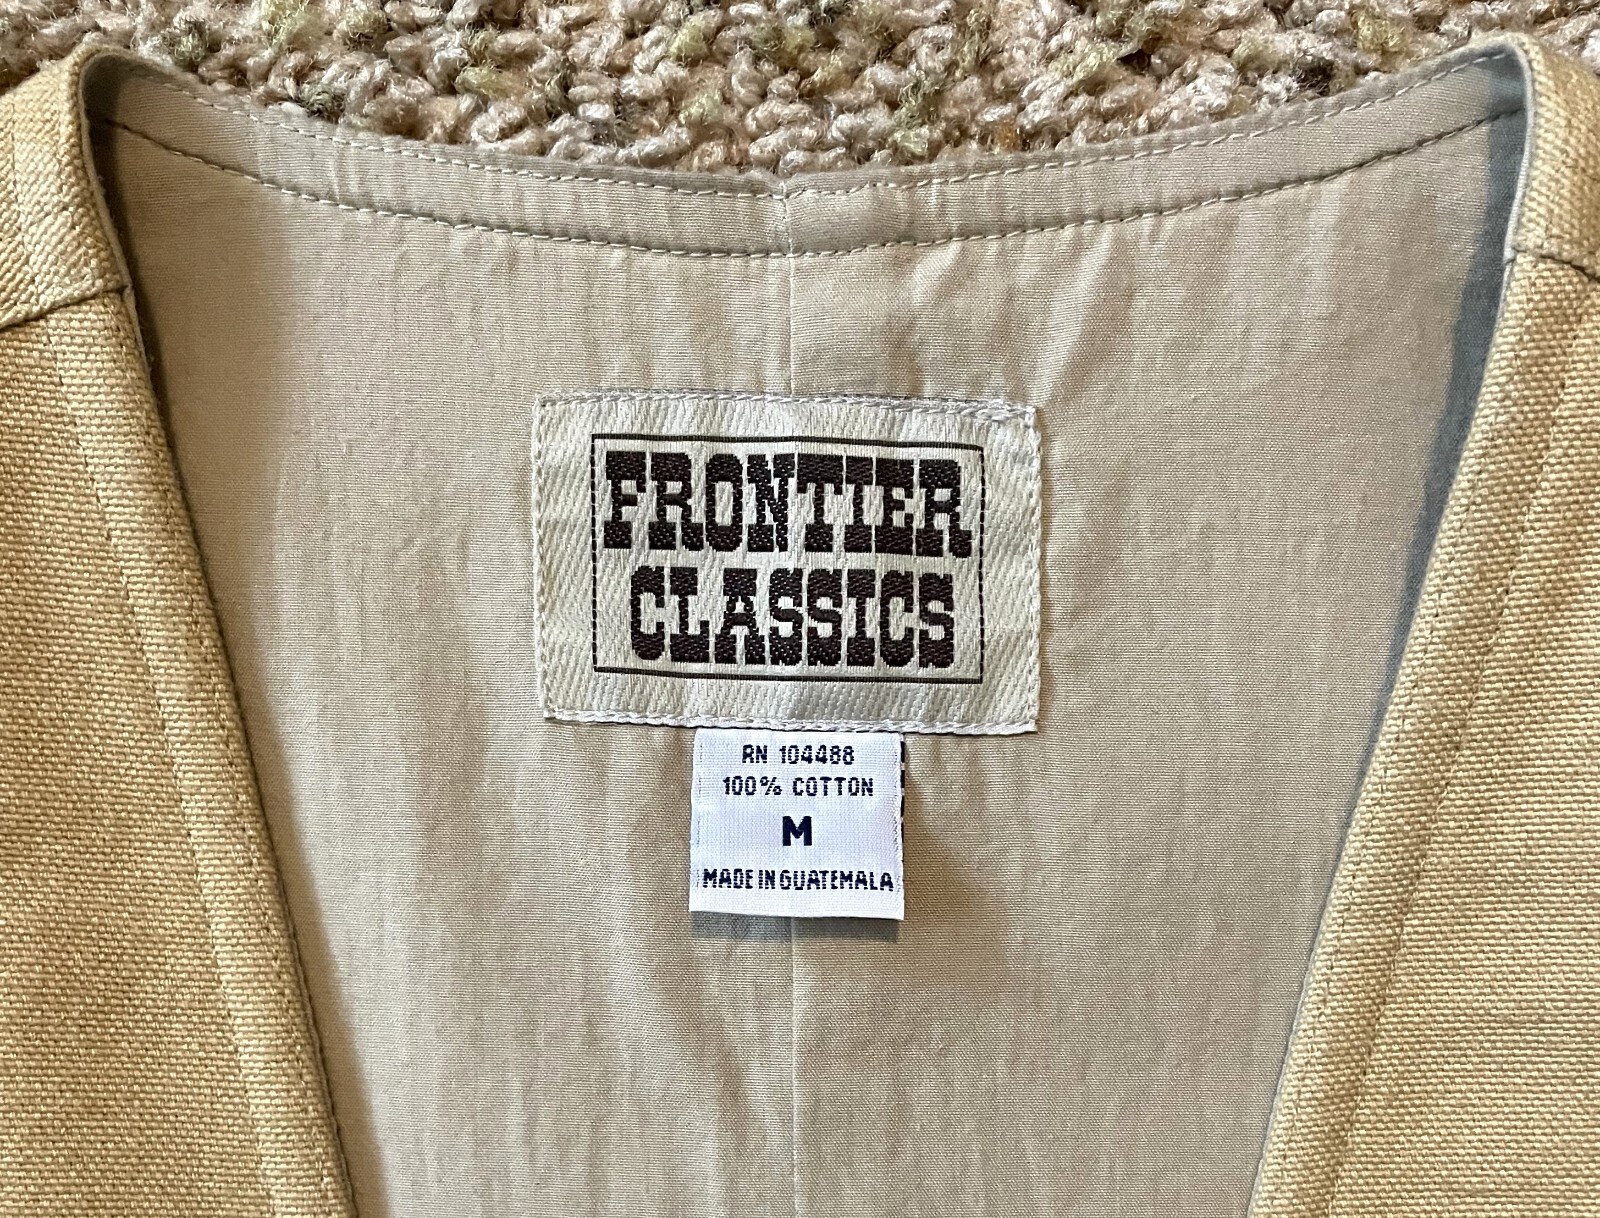 FRONTIER
CLASSICS
RN 104488
100% COTTON
M
MADE IN GUATEMALA